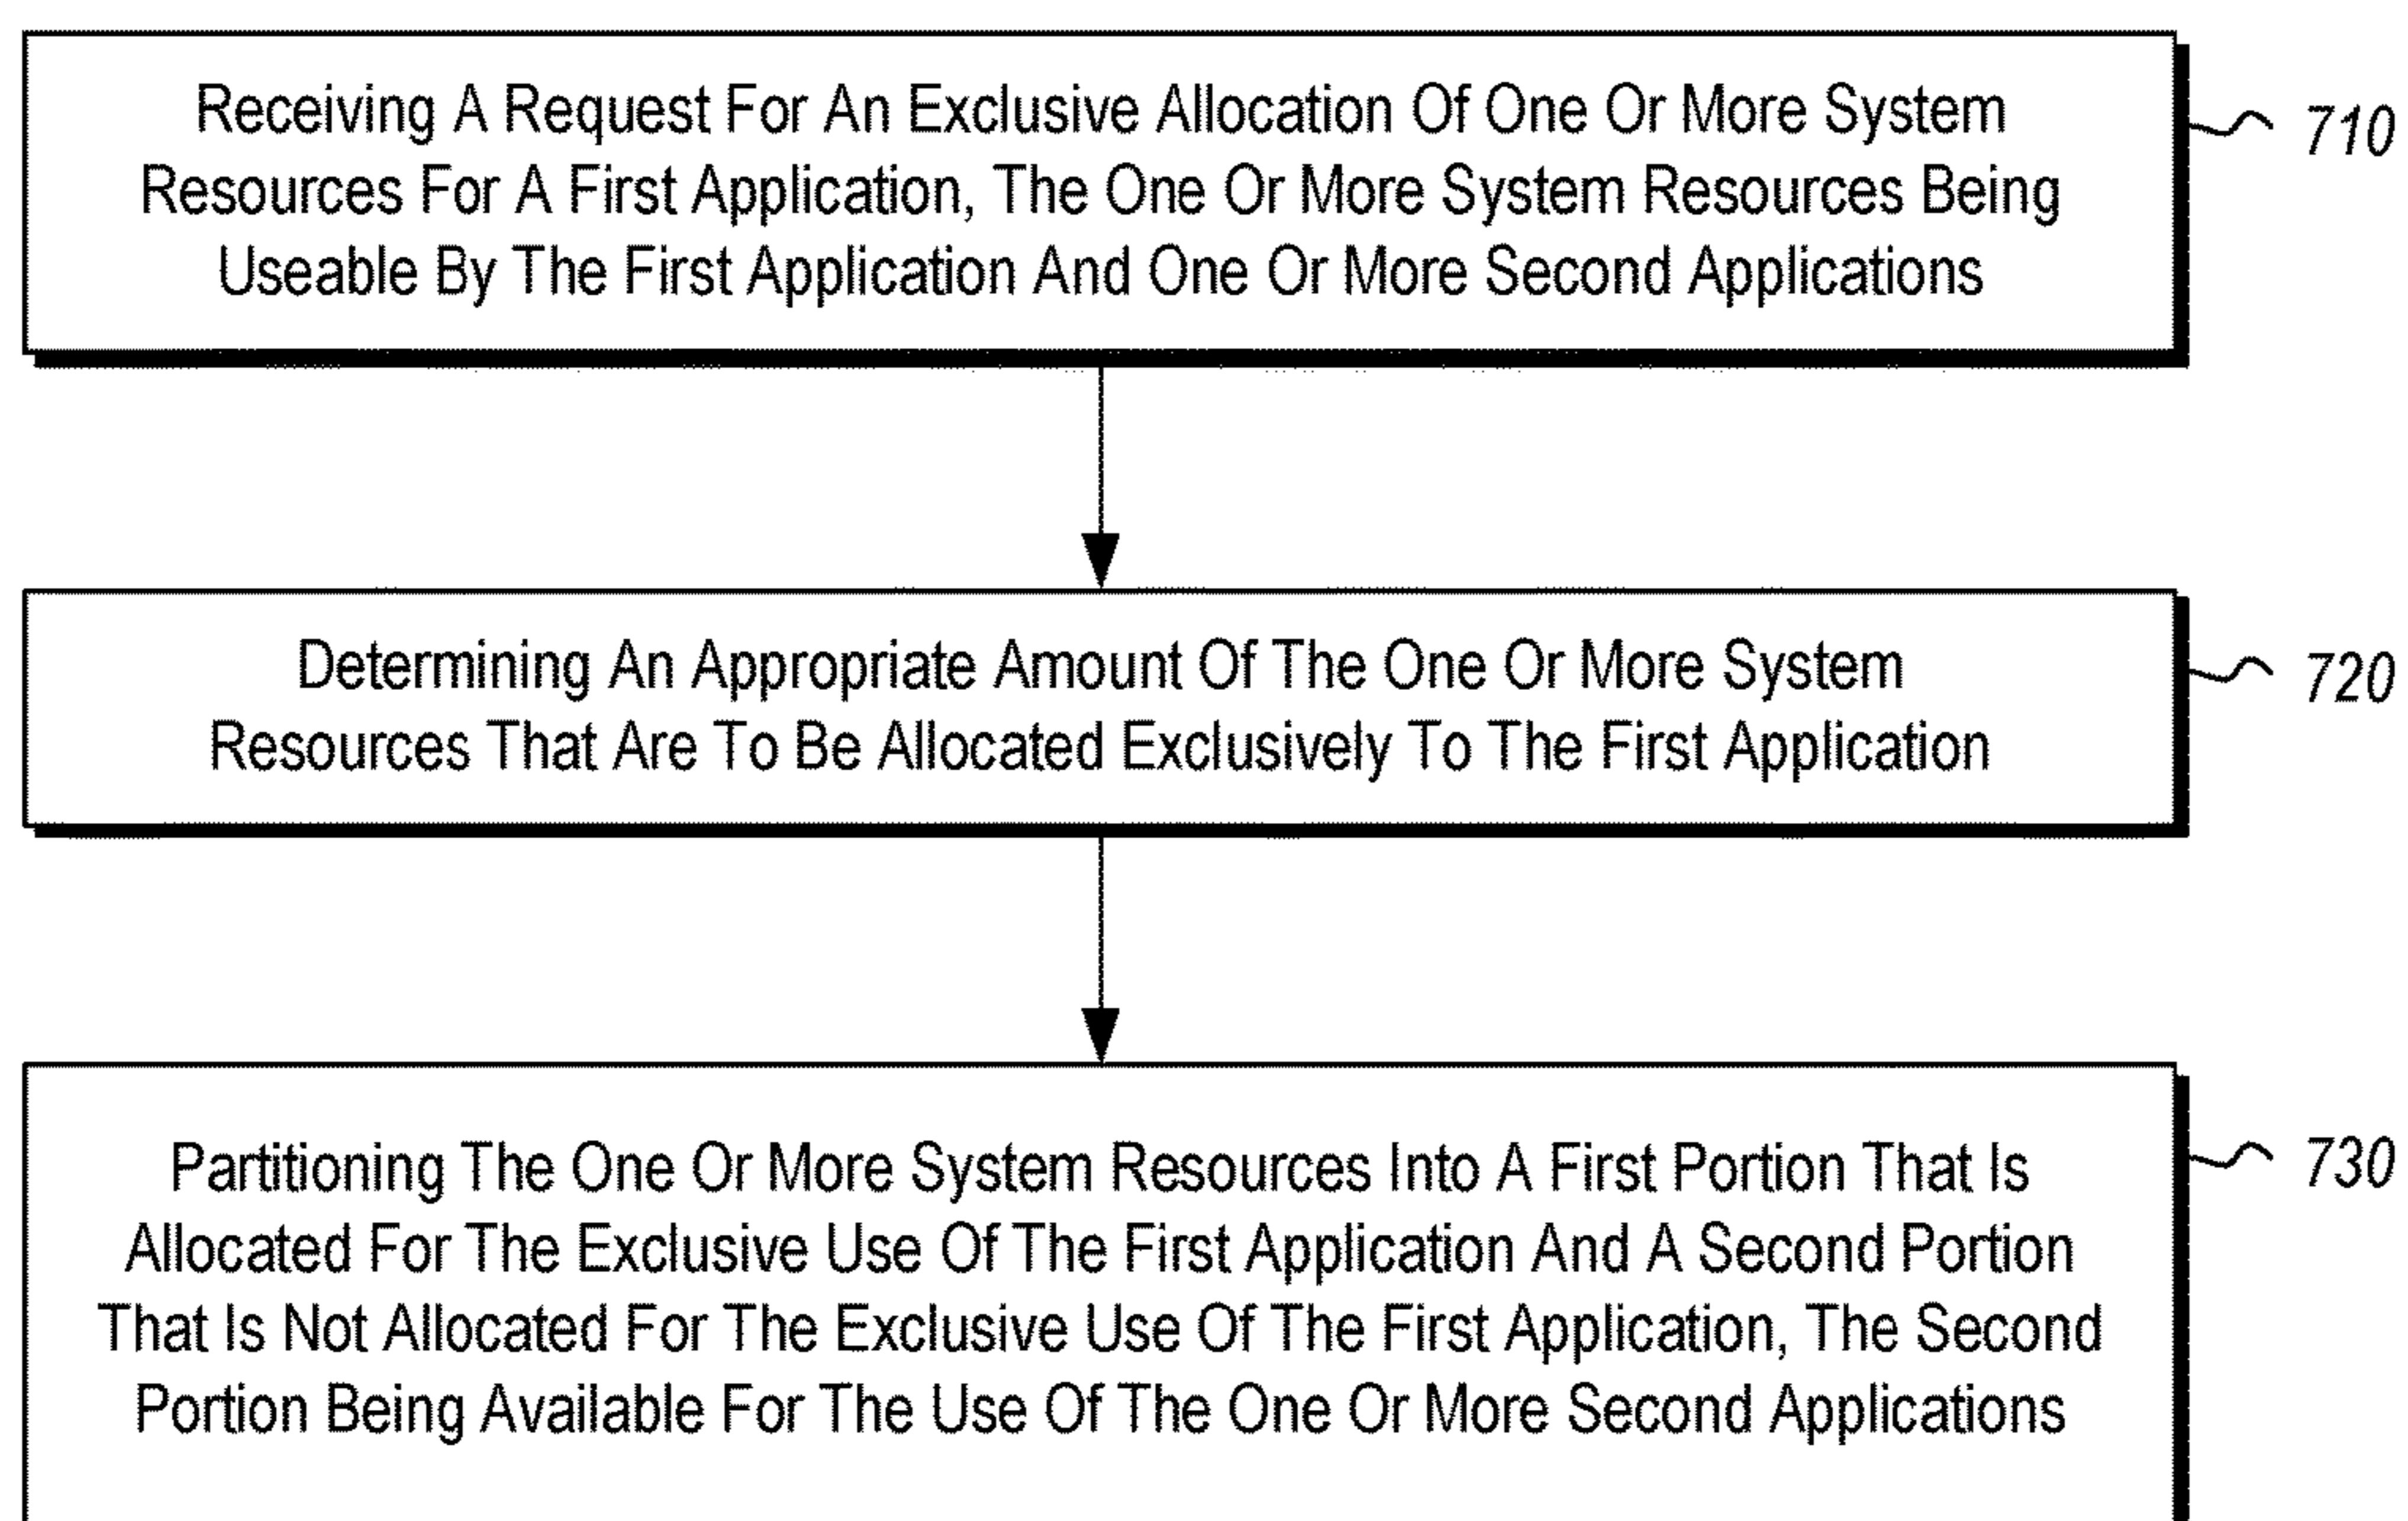 Receiving A Request For An Exclusive Allocation Of One Or More System
Resources For A First Application, The One Or More System Resources Being
Useable By The First Application And One Or More Second Applications
710
Determining An Appropriate Amount Of The One Or More System
Resources That Are To Be Allocated Exclusively To The First Application
720
Partitioning The One Or More System Resources Into A First Portion That Is
Allocated For The Exclusive Use Of The First Application And A Second Portion
That Is Not Allocated For The Exclusive Use Of The First Application, The Second
Portion Being Available For The Use Of The One Or More Second Applications
730